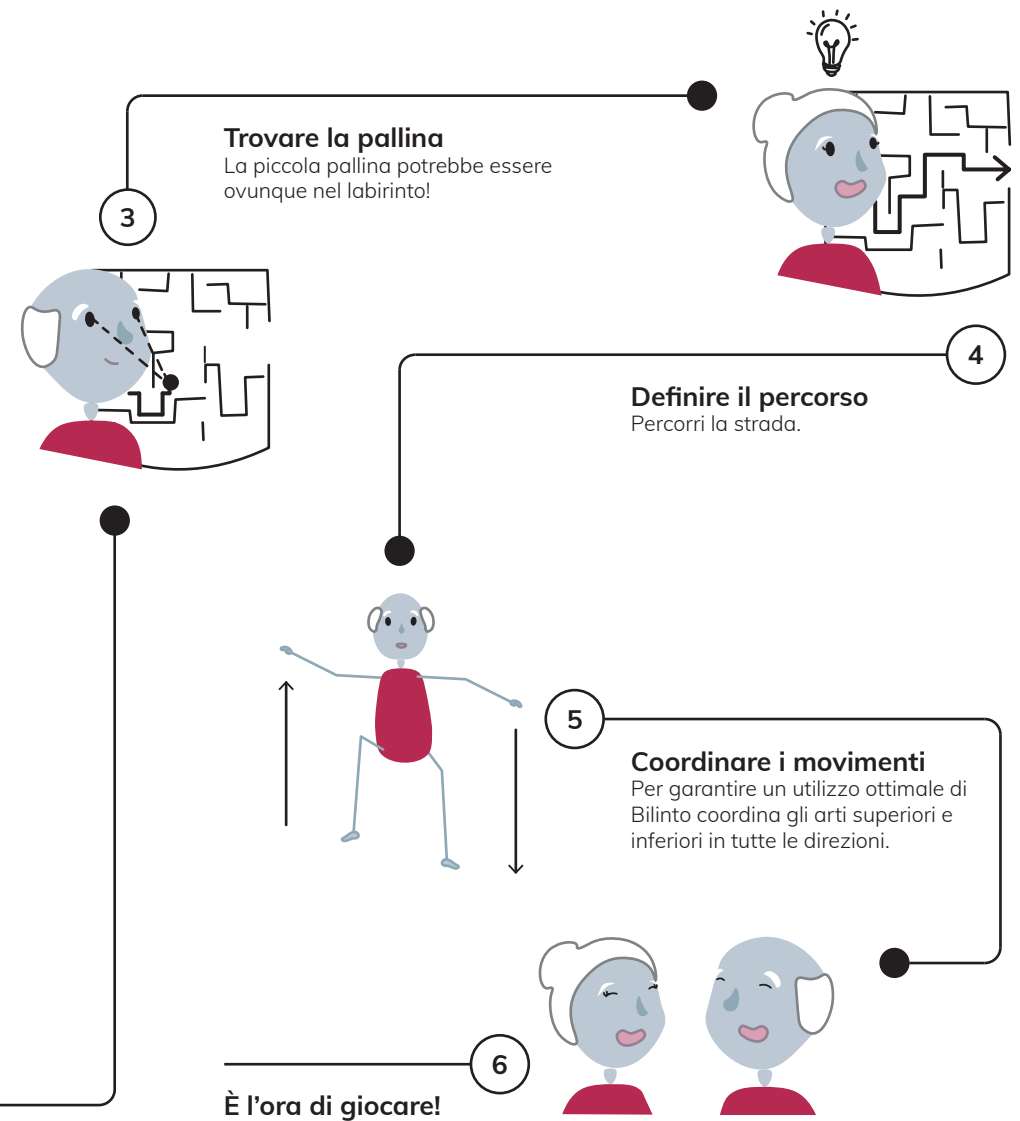 3
Trovare la pallina
La piccola pallina potrebbe essere
ovunque nel labirinto!
4
Definire il percorso
Percorri la strada.
5
Coordinare i movimenti
Per garantire un utilizzo ottimale di
Bilinto coordina gli arti superiori e
inferiori in tutte le direzioni.
6
È l'ora di giocare!